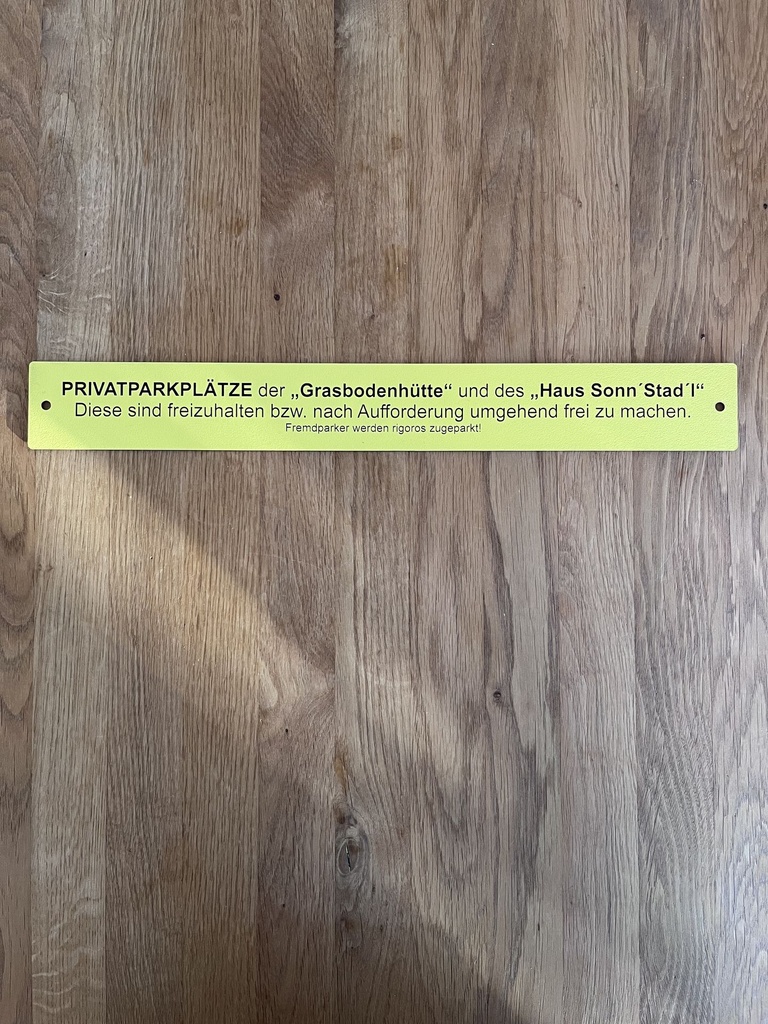 PRIVATPARKPLÄTZE der „Grasbodenhütte“ und des „Haus Sonn´Stad´l“
Diese sind freizuhalten bzw. nach Aufforderung umgehend frei zu machen.
Fremdparker werden rigoros zugeparkt!